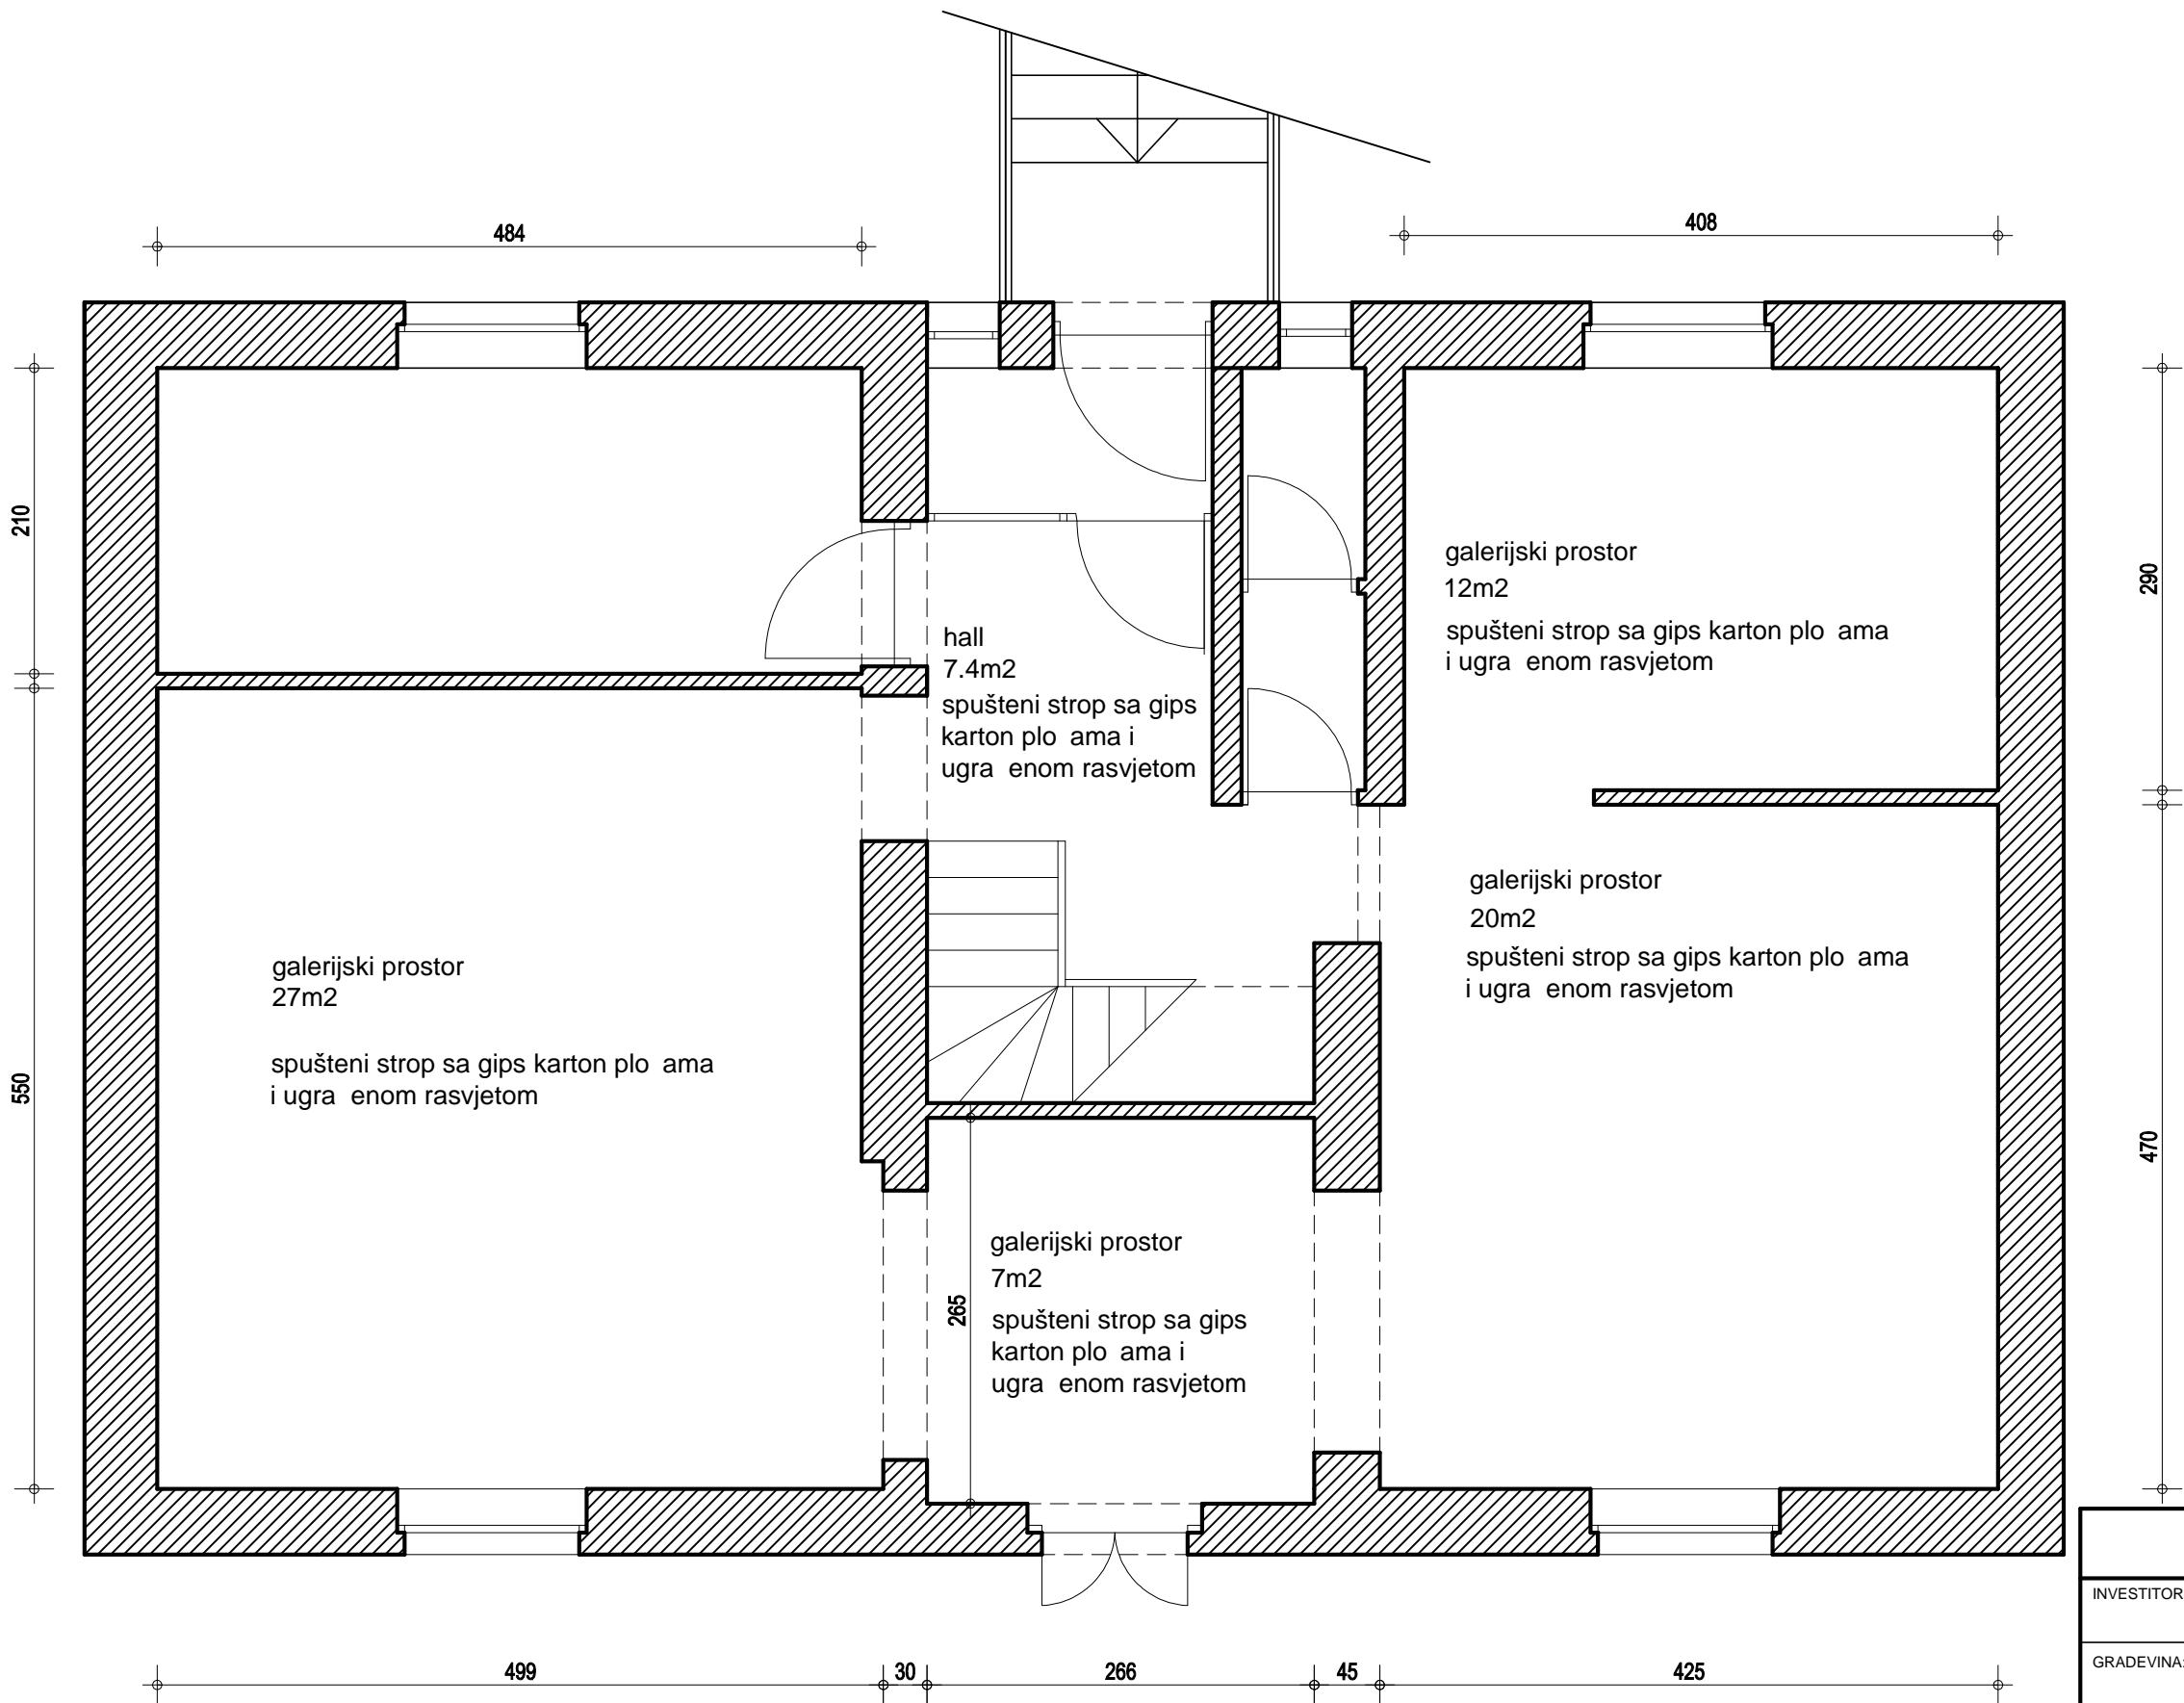 484
408
210
290
galerijski prostor
12m2
spušteni strop sa gips karton plo ama
i ugra enom rasvjetom
hall
7.4m2
spušteni strop sa gips
karton plo ama i
ugra enom rasvjetom
galerijski prostor
20m2
spušteni strop sa gips karton plo ama
i ugra enom rasvjetom
galerijski prostor
27m2
spušteni strop sa gips karton plo ama
i ugra enom rasvjetom
550
470
galerijski prostor
7m2
265
spušteni strop sa gips
karton plo ama i
ugra enom rasvjetom
INVESTITOR
GRADEVINA:
499
30
266
45
425